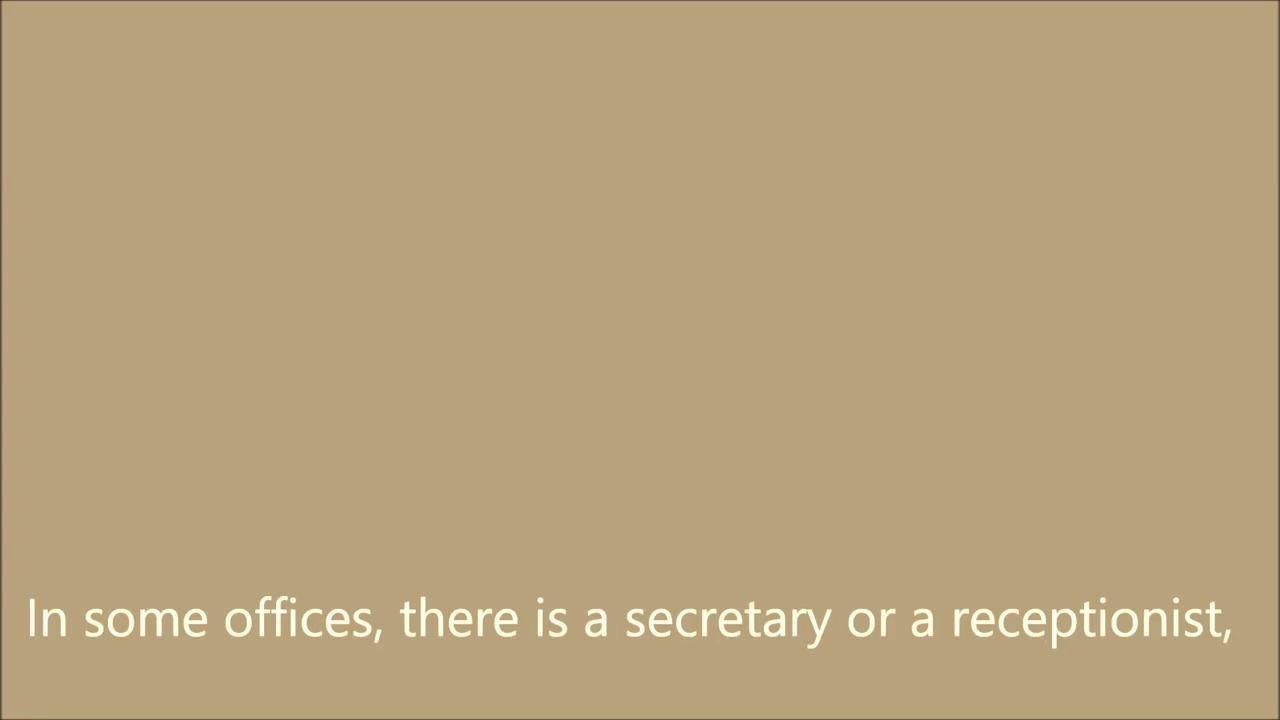 In some offices, there is a secretary or a receptionist,